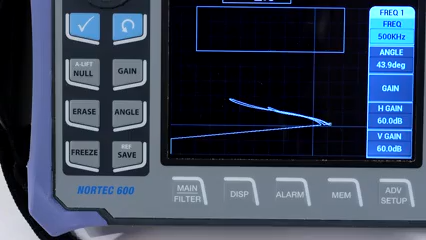 FREQ 1
FREQ
500KHz
ANGLE
43.9deg
GAIN
H GAIN
60.0dB
V GAIN
60.0dB
A-LIFT
NULL
GAIN
ERASE
ANGLE
FREEZE
REF
SAVE
NORTEC 600
MAIN
FILTER
DISP
ALARM
MEM
ADV
SETUP